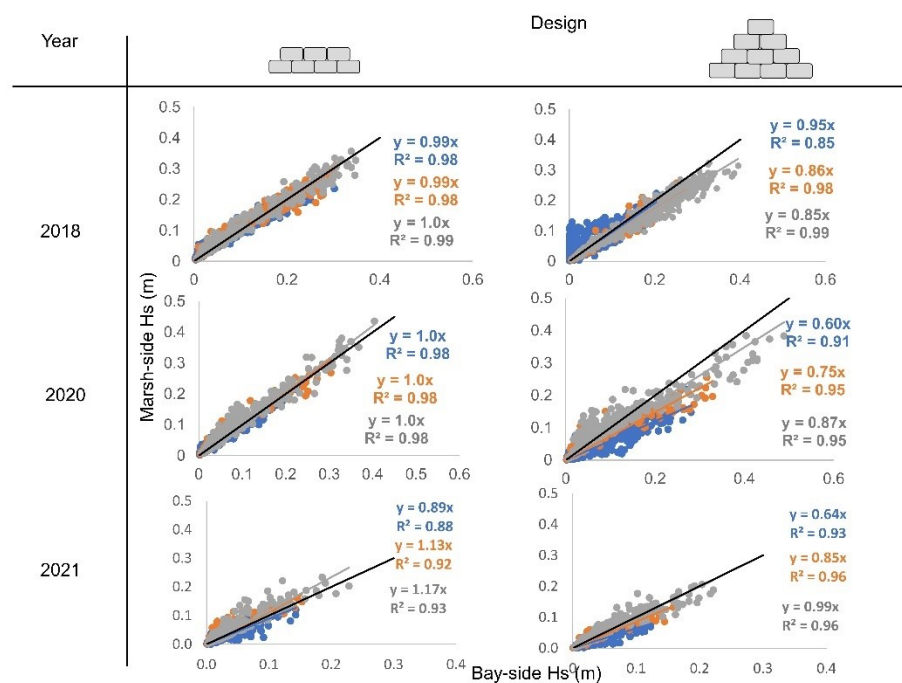 Year
Design
2018
0.5
0.4
0.3
0.2
0.1
0
0
0.2
0.4
0.6
y = 0.99x
R² = 0.98
y = 0.99x
R² = 0.98
y = 1.0x
R² = 0.99
0.5
0.4
0.3
0.2
0.1
0
0
0.2
0.4
0.6
y = 0.95x
R² = 0.85
y = 0.86x
R² = 0.98
y = 0.85x
R² = 0.99
Marsh-side Hs (m)
2020
0.5
0.4
0.3
0.2
0.1
0
0.0
0.1
0.2
0.3
0.4
0.5
0.6
y = 1.0x
R² = 0.98
y = 1.0x
R² = 0.98
y = 1.0x
R² = 0.98
0.5
0.4
0.3
0.2
0.1
0
0
0.2
0.4
0.6
y = 0.60x
R² = 0.91
y = 0.75x
R² = 0.95
y = 0.87x
R² = 0.95
2021
0.5
0.4
0.3
0.2
0.1
0.0
0.0
0.1
0.2
0.3
0.4
y = 0.89x
R² = 0.88
y = 1.13x
R² = 0.92
y = 1.17x
R² = 0.93
0.5
0.4
0.3
0.2
0.1
0.0
0.0
0.1
0.2
0.3
0.4
y = 0.64x
R² = 0.93
y = 0.85x
R² = 0.96
y = 0.99x
R² = 0.96
Bay-side Hs (m)